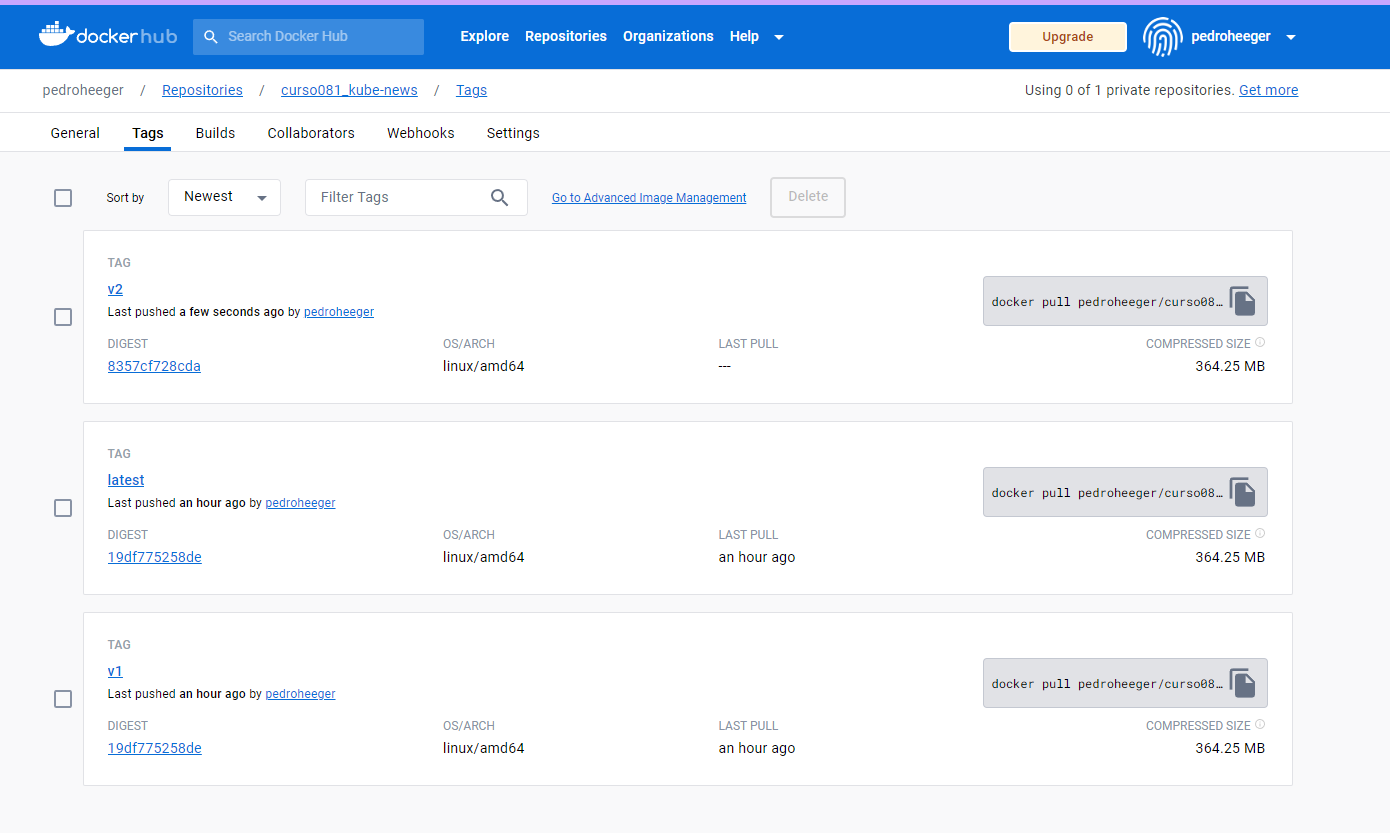 docker hub Search Docker Hub Explore Repositories Organizations Help Upgrade pedroheeger
pedroheeger / Repositories / curso081_kube-news / Tags Using 0 of 1 private repositories. Get more
General Tags Builds Collaborators Webhooks Settings
Sort by Newest Filter Tags Go to Advanced Image Management Delete
TAG
v2
docker pull pedroheeger/curso08…
Last pushed a few seconds ago by pedroheeger
DIGEST OS/ARCH LAST PULL COMPRESSED SIZE
8357cf728cda linux/amd64 --- 364.25 MB
TAG
latest
docker pull pedroheeger/curso08…
Last pushed an hour ago by pedroheeger
DIGEST OS/ARCH LAST PULL COMPRESSED SIZE
19df775258de linux/amd64 an hour ago 364.25 MB
TAG
v1
docker pull pedroheeger/curso08…
Last pushed an hour ago by pedroheeger
DIGEST OS/ARCH LAST PULL COMPRESSED SIZE
19df775258de linux/amd64 an hour ago 364.25 MB